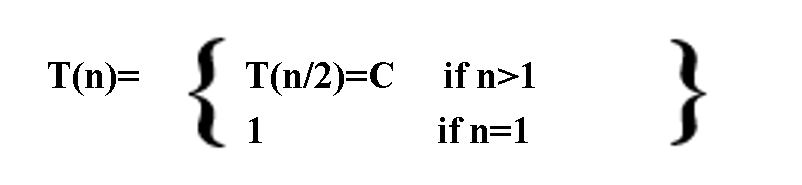 T(n)= { T(n/2)=C if n>1 }
1 if n=1